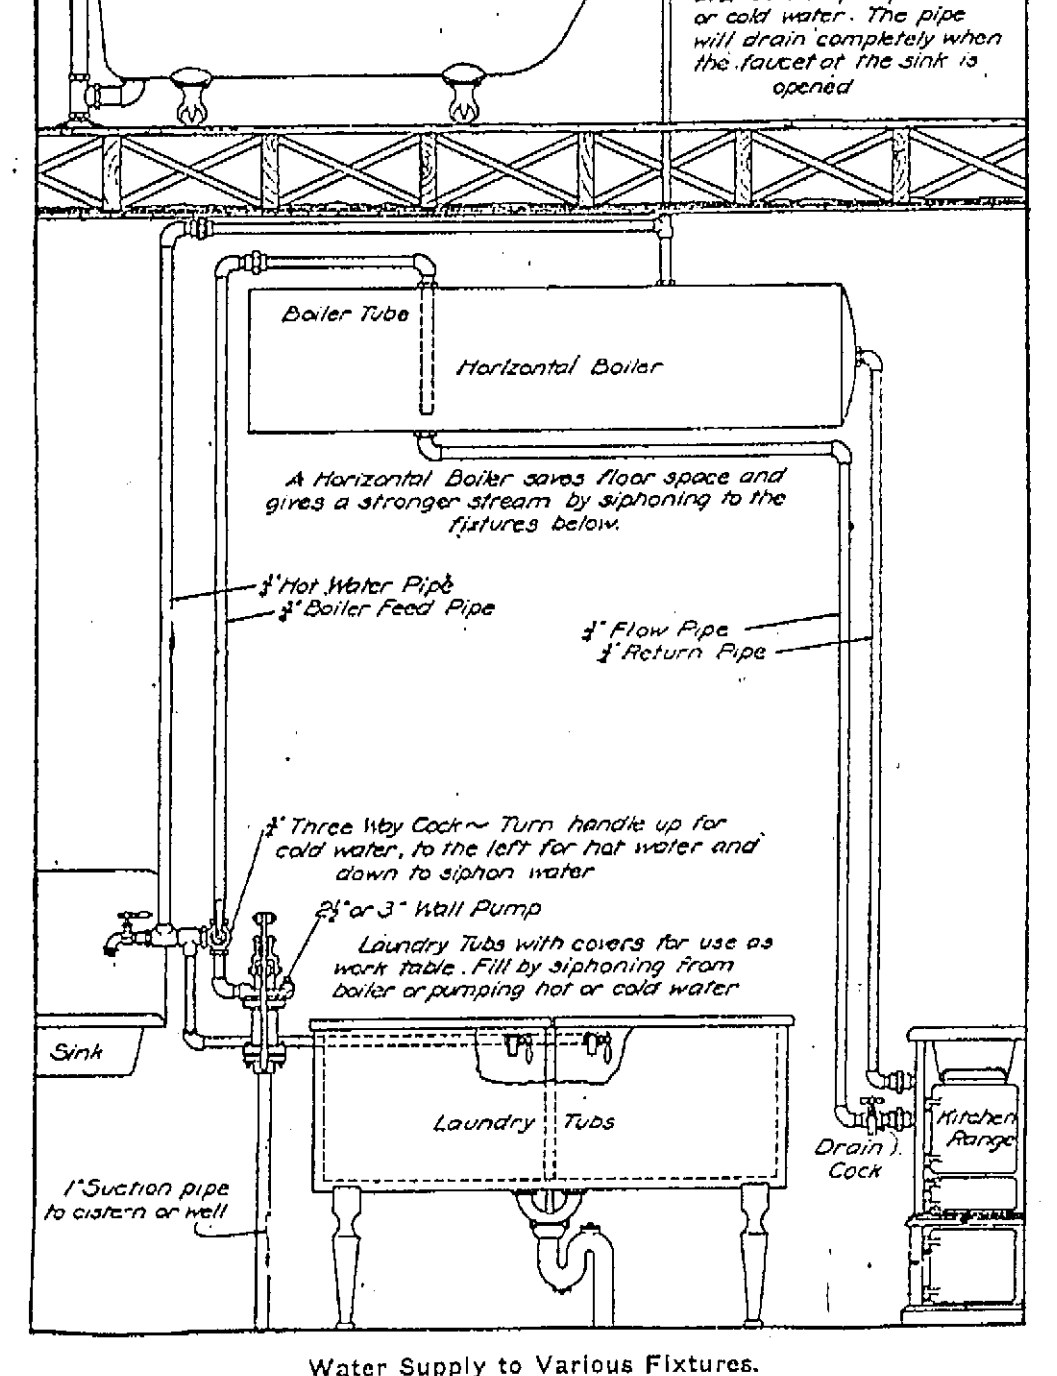 or cold water. The pipe
will drain completely when
the faucet at the sink is
opened
Boiler Tube
Horizontal Boiler
A Horizontal Boiler saves floor space and
gives a stronger stream by siphoning to the
fixtures below.
Hot Water Pipe
Boiler Feed Pipe
Flow Pipe
Return Pipe
Three Way Cock~ Turn handle up for
cold water, to the left for hot water and
down to siphon water
2½" or 3" Wall Pump
Laundry Tubs with covers for use as
work table. Fill by siphoning from
boiler or pumping hot or cold water
Sink
Laundry Tubs
Kitchen
Range
Drain
Cock
1" Suction pipe
to cistern or well
Water Supply to Various Fixtures.